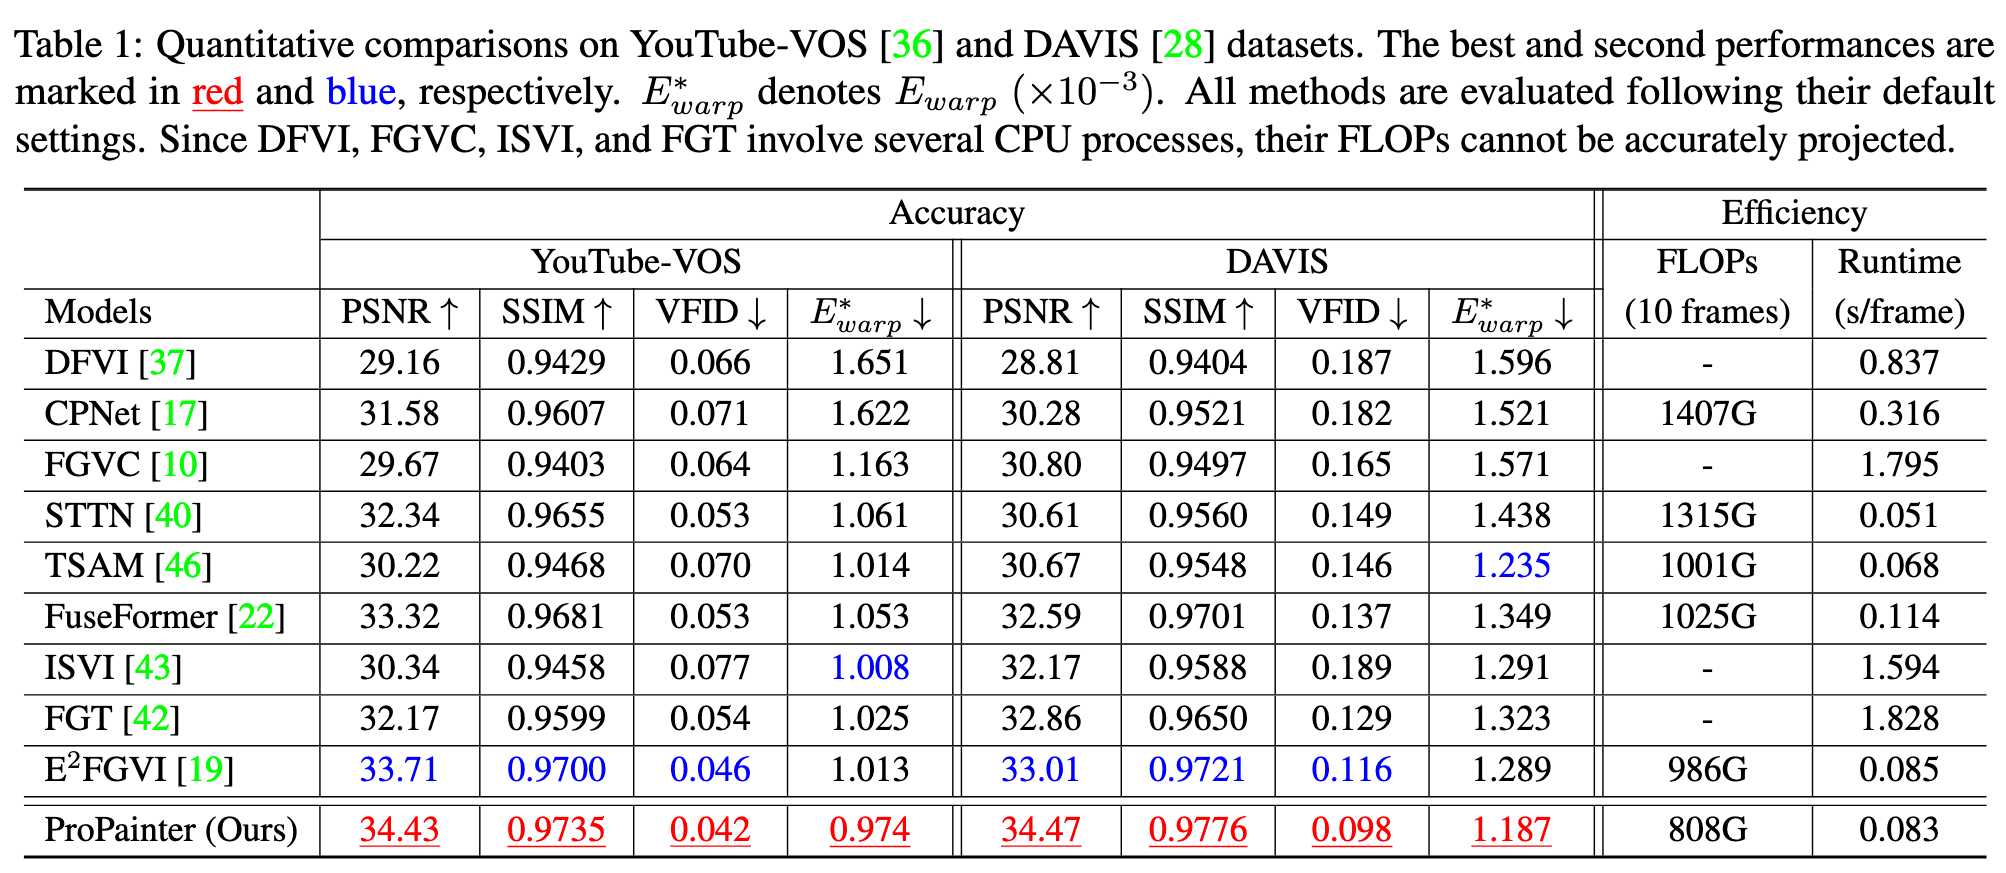 Table 1: Quantitative comparisons on YouTube-VOS [36] and DAVIS [28] datasets. The best and second performances are
marked in red and blue, respectively. E*warp denotes Ewarp (×10−3). All methods are evaluated following their default
settings. Since DFVI, FGVC, ISVI, and FGT involve several CPU processes, their FLOPs cannot be accurately projected.
Accuracy Efficiency
YouTube-VOS DAVIS FLOPs Runtime
Models PSNR ↑ SSIM ↑ VFID ↓ E*warp ↓ PSNR ↑ SSIM ↑ VFID ↓ E*warp ↓ (10 frames) (s/frame)
DFVI [37] 29.16 0.9429 0.066 1.651 28.81 0.9404 0.187 1.596 - 0.837
CPNet [17] 31.58 0.9607 0.071 1.622 30.28 0.9521 0.182 1.521 1407G 0.316
FGVC [10] 29.67 0.9403 0.064 1.163 30.80 0.9497 0.165 1.571 - 1.795
STTN [40] 32.34 0.9655 0.053 1.061 30.61 0.9560 0.149 1.438 1315G 0.051
TSAM [46] 30.22 0.9468 0.070 1.014 30.67 0.9548 0.146 1.235 1001G 0.068
FuseFormer [22] 33.32 0.9681 0.053 1.053 32.59 0.9701 0.137 1.349 1025G 0.114
ISVI [43] 30.34 0.9458 0.077 1.008 32.17 0.9588 0.189 1.291 - 1.594
FGT [42] 32.17 0.9599 0.054 1.025 32.86 0.9650 0.129 1.323 - 1.828
E²FGVI [19] 33.71 0.9700 0.046 1.013 33.01 0.9721 0.116 1.289 986G 0.085
ProPainter (Ours) 34.43 0.9735 0.042 0.974 34.47 0.9776 0.098 1.187 808G 0.083